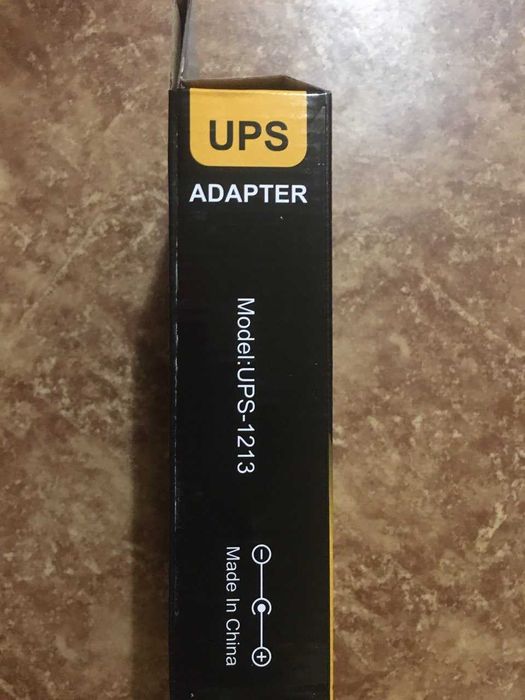 UPS
ADAPTER
Model:UPS-1213
Made In China